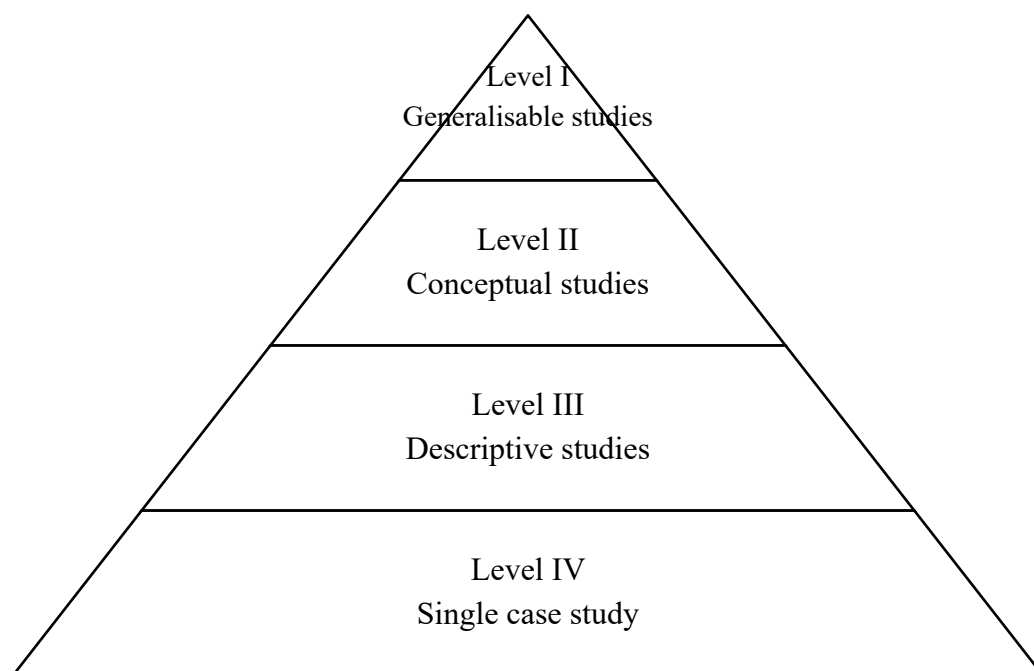 Level I
Generalisable studies
Level II
Conceptual studies
Level III
Descriptive studies
Level IV
Single case study